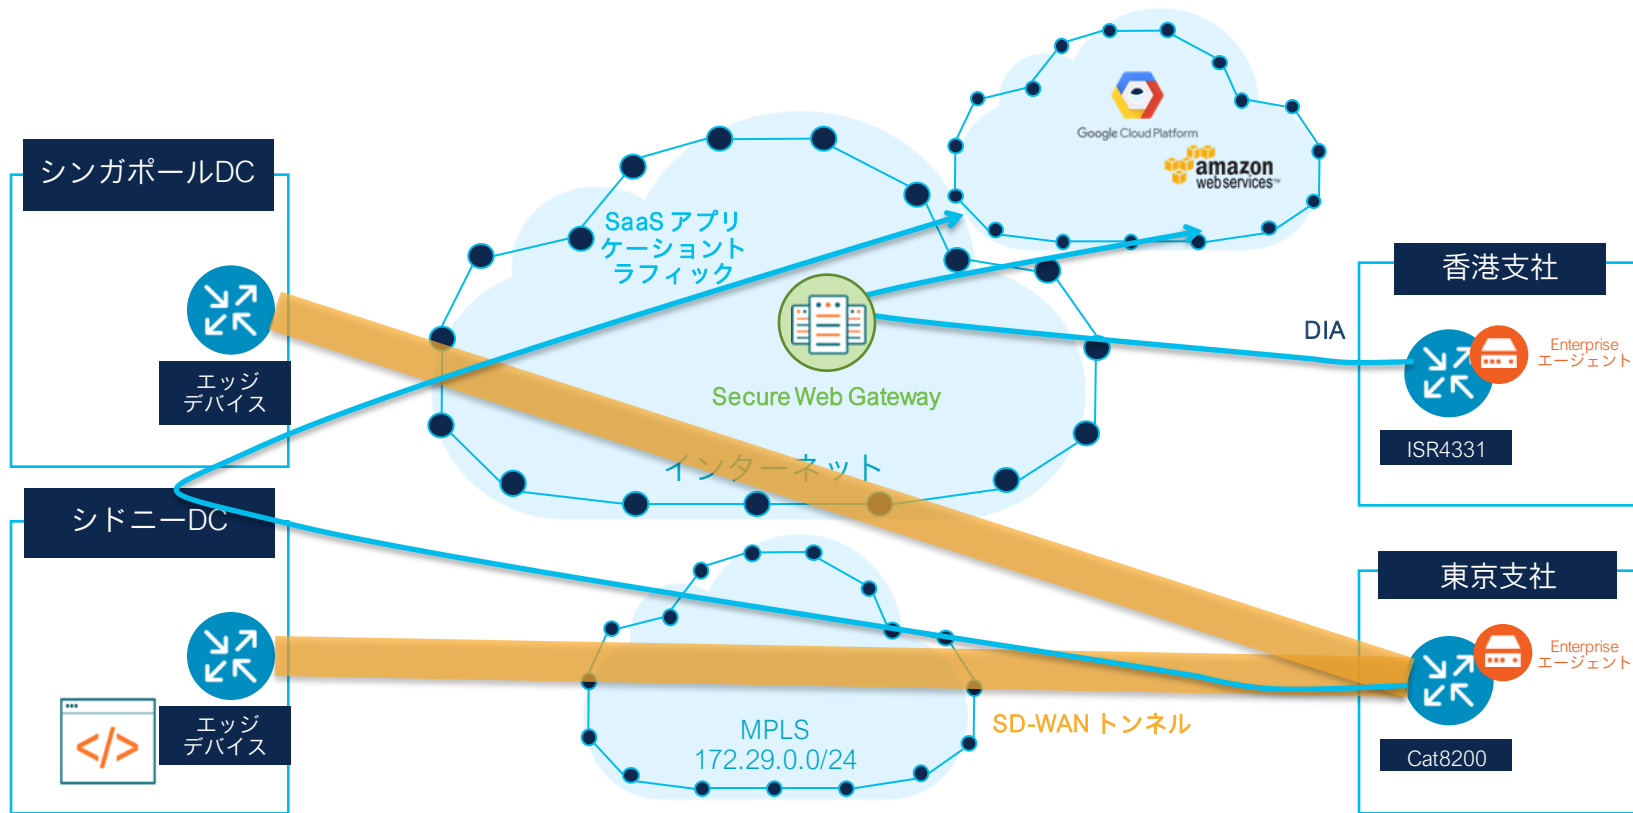 Google Cloud Platform
amazon
webservices™
シンガポールDC
SaaS アプリ
ケーショント
ラフィック
香港支社
DIA
Enterprise
エージェント
エッジ
デバイス
Secure Web Gateway
ISR4331
インターネット
シドニーDC
東京支社
Enterprise
エージェント
</>
エッジ
デバイス
MPLS
172.29.0.0/24
SD-WAN トンネル
Cat8200